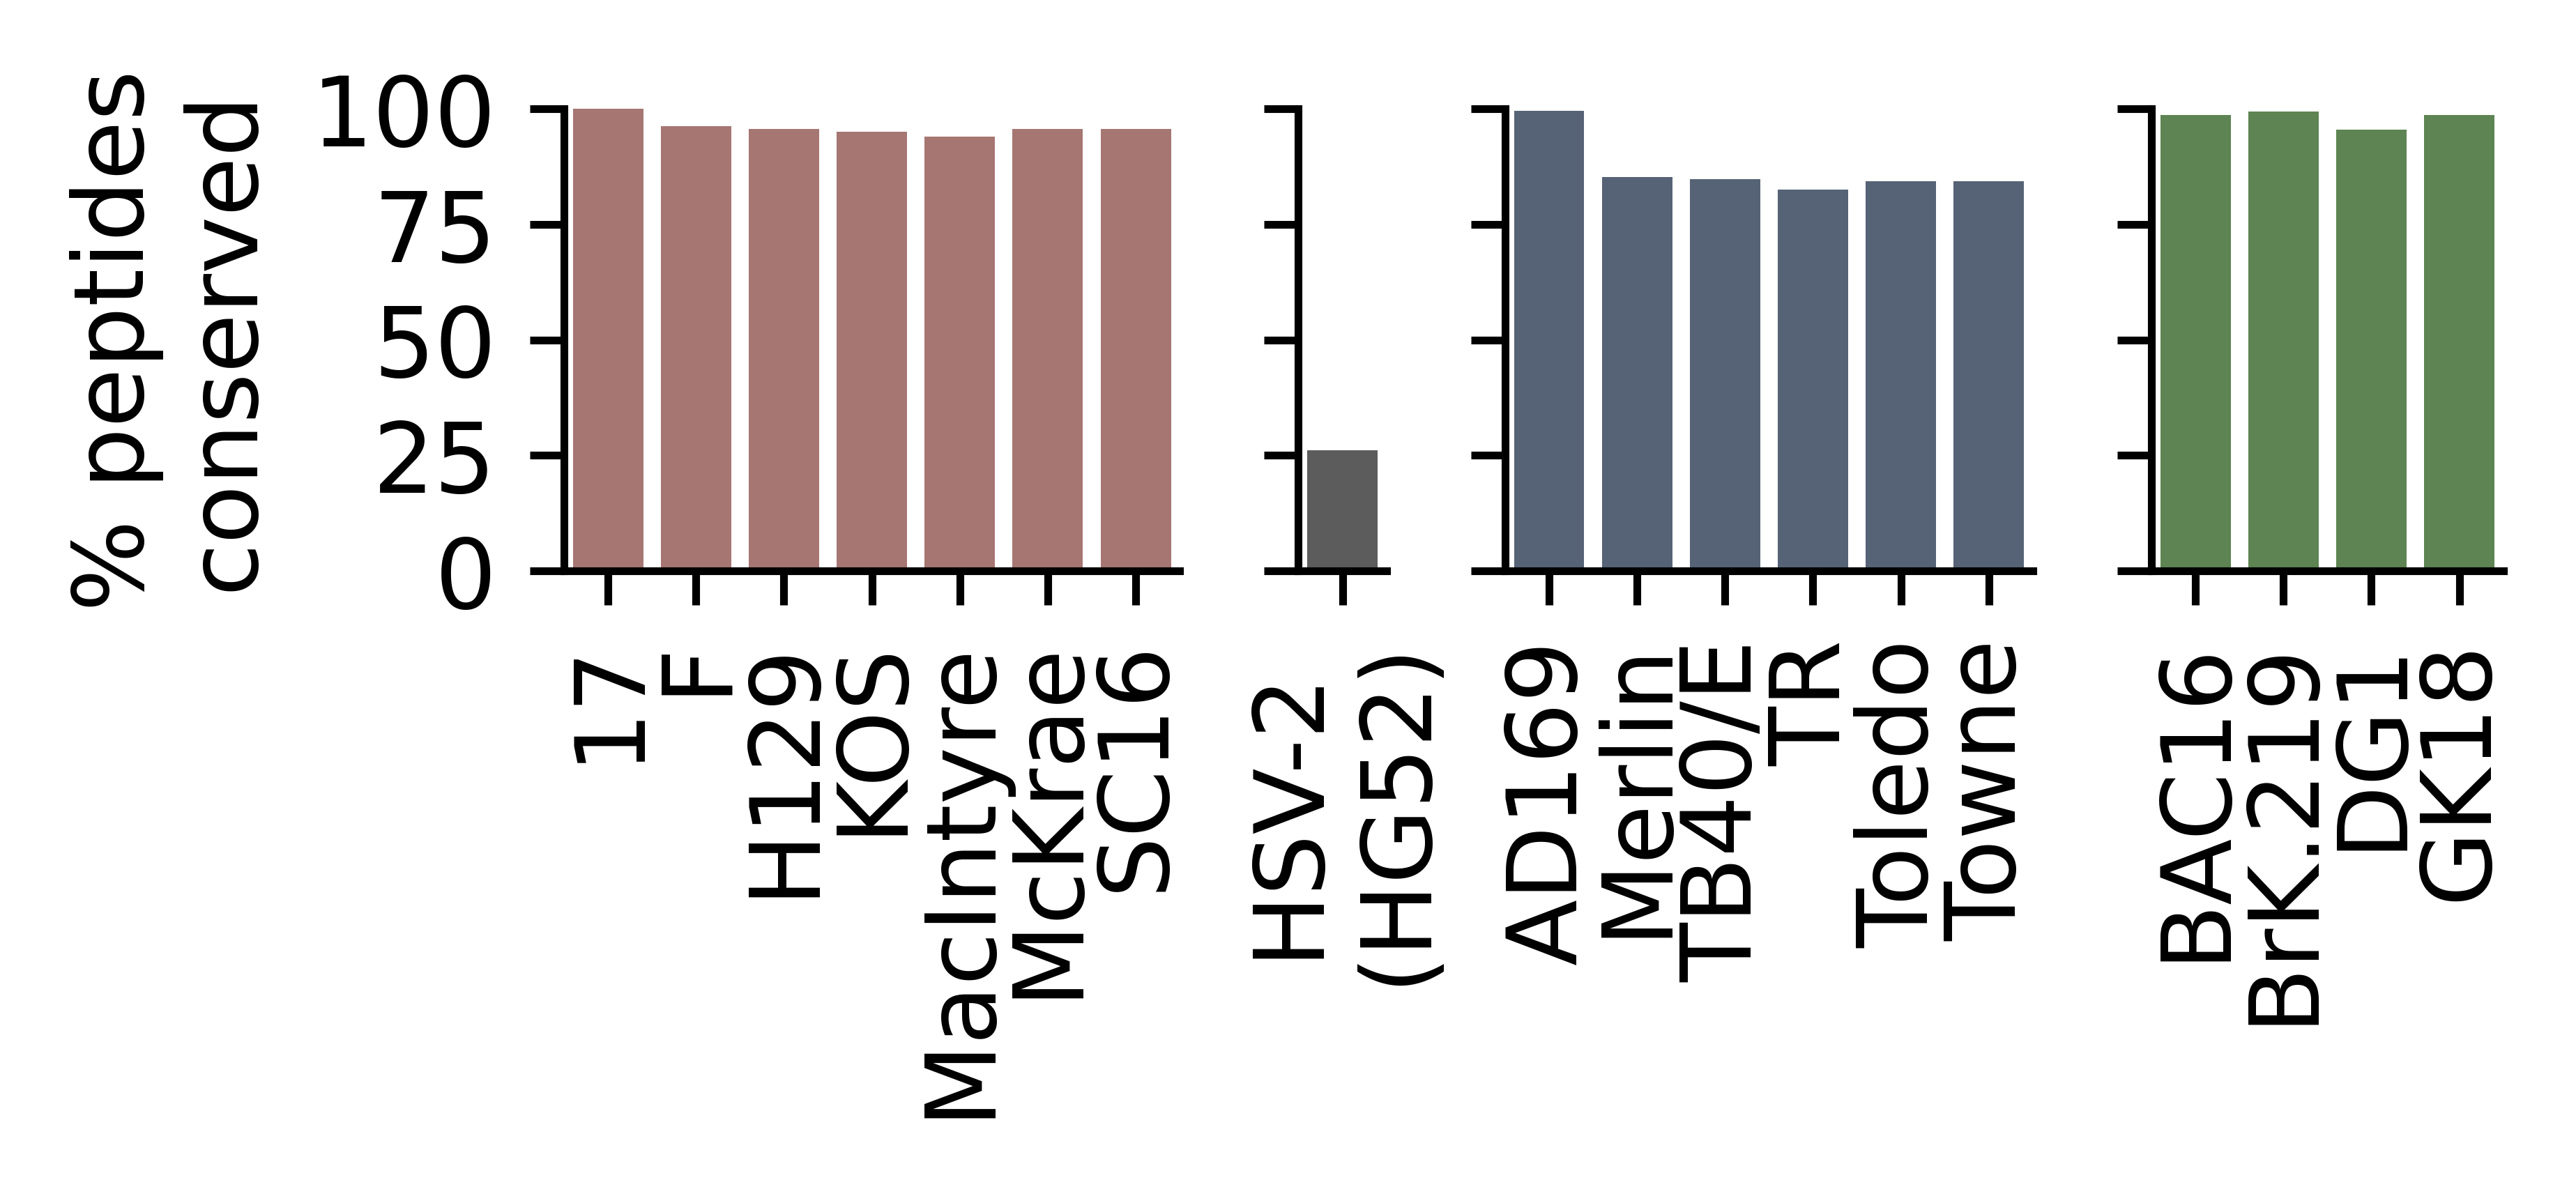 % peptides
conserved
100
75
50
25
0
17
F
H129
KOS
MacIntyre
McKrae
SC16
HSV-2
(HG52)
AD169
Merlin
TB40/E
TR
Toledo
Towne
BAC16
BrK.219
DG1
GK18